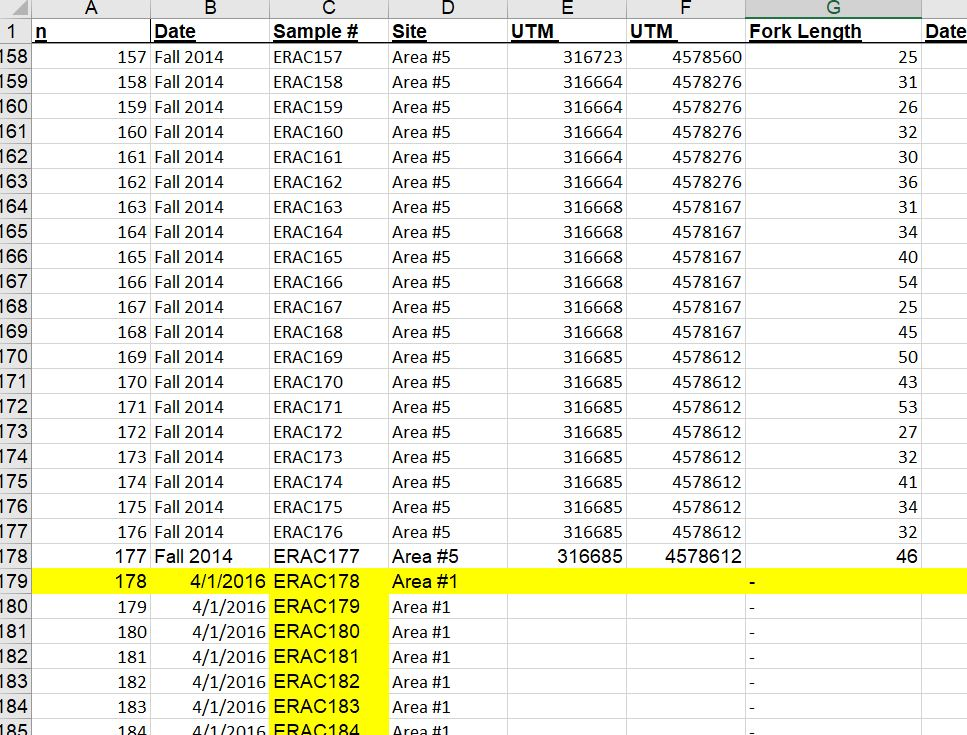 A B C D E F G
1 n Date Sample # Site UTM UTM Fork Length Date
158 157 Fall 2014 ERAC157 Area #5 316723 4578560 25
159 158 Fall 2014 ERAC158 Area #5 316664 4578276 31
160 159 Fall 2014 ERAC159 Area #5 316664 4578276 26
161 160 Fall 2014 ERAC160 Area #5 316664 4578276 32
162 161 Fall 2014 ERAC161 Area #5 316664 4578276 30
163 162 Fall 2014 ERAC162 Area #5 316664 4578276 36
164 163 Fall 2014 ERAC163 Area #5 316668 4578167 31
165 164 Fall 2014 ERAC164 Area #5 316668 4578167 34
166 165 Fall 2014 ERAC165 Area #5 316668 4578167 40
167 166 Fall 2014 ERAC166 Area #5 316668 4578167 54
168 167 Fall 2014 ERAC167 Area #5 316668 4578167 25
169 168 Fall 2014 ERAC168 Area #5 316668 4578167 45
170 169 Fall 2014 ERAC169 Area #5 316685 4578612 50
171 170 Fall 2014 ERAC170 Area #5 316685 4578612 43
172 171 Fall 2014 ERAC171 Area #5 316685 4578612 53
173 172 Fall 2014 ERAC172 Area #5 316685 4578612 27
174 173 Fall 2014 ERAC173 Area #5 316685 4578612 32
175 174 Fall 2014 ERAC174 Area #5 316685 4578612 41
176 175 Fall 2014 ERAC175 Area #5 316685 4578612 34
177 176 Fall 2014 ERAC176 Area #5 316685 4578612 32
178 177 Fall 2014 ERAC177 Area #5 316685 4578612 46
179 178 4/1/2016 ERAC178 Area #1 -
180 179 4/1/2016 ERAC179 Area #1 -
181 180 4/1/2016 ERAC180 Area #1 -
182 181 4/1/2016 ERAC181 Area #1 -
183 182 4/1/2016 ERAC182 Area #1 -
184 183 4/1/2016 ERAC183 Area #1 -
185 184 4/1/2016 ERAC184 Area #1 -